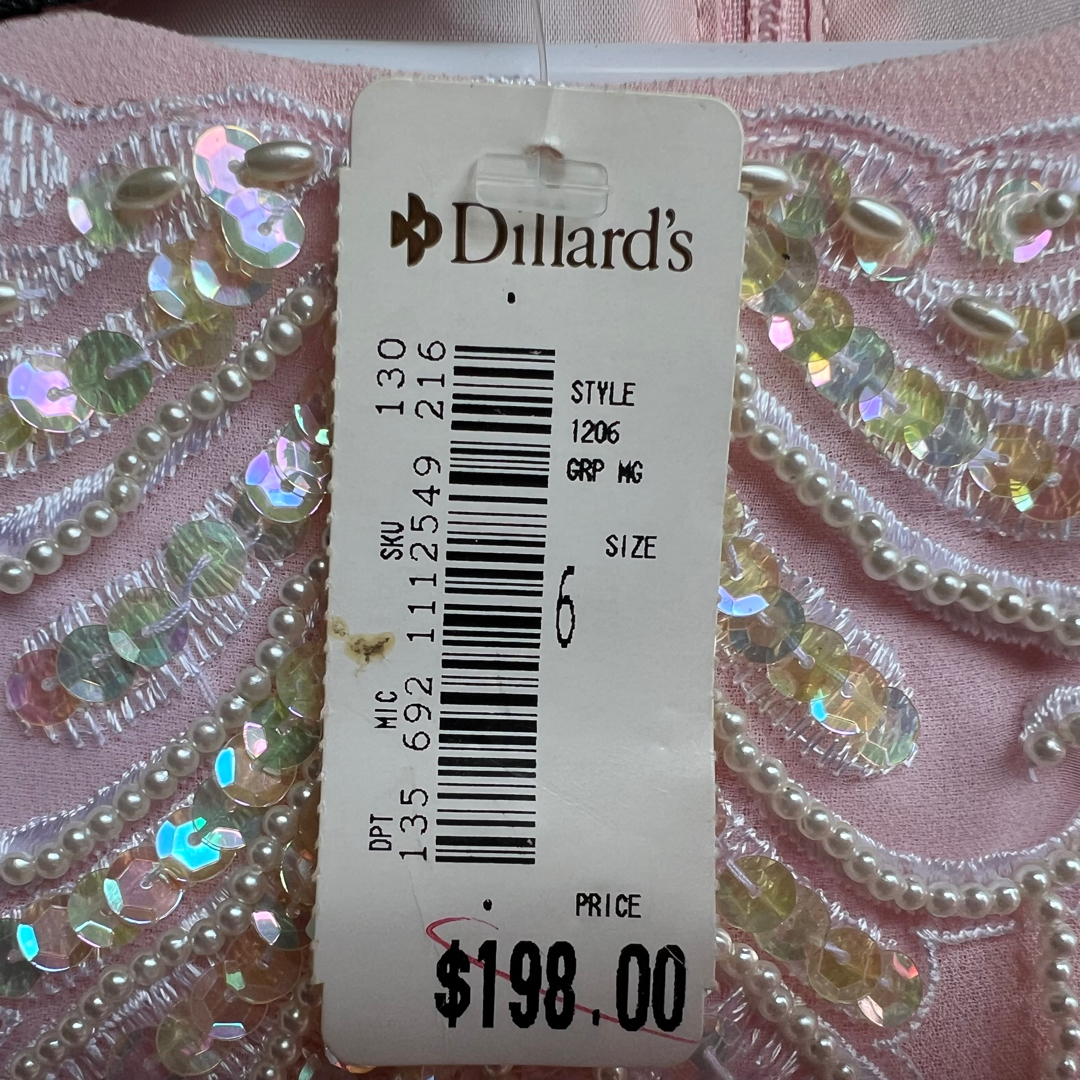 Dillard's
130
SKU
1112549 216
MIC
692
DPT
135
STYLE
1206
GRP MG
SIZE
6
PRICE
$198.00